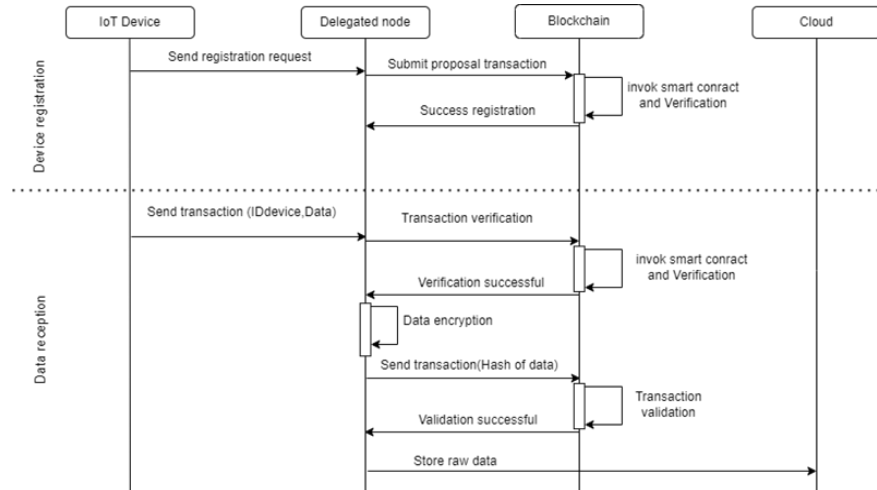 IoT Device
Delegated node
Blockchain
Cloud
Device registration
Send registration request
Submit proposal transaction
invok smart conract
and Verification
Success registration
Data reception
Send transaction (IDdevice,Data)
Transaction verification
invok smart conract
and Verification
Verification successful
Data encryption
Send transaction(Hash of data)
Transaction
validation
Validation successful
Store raw data